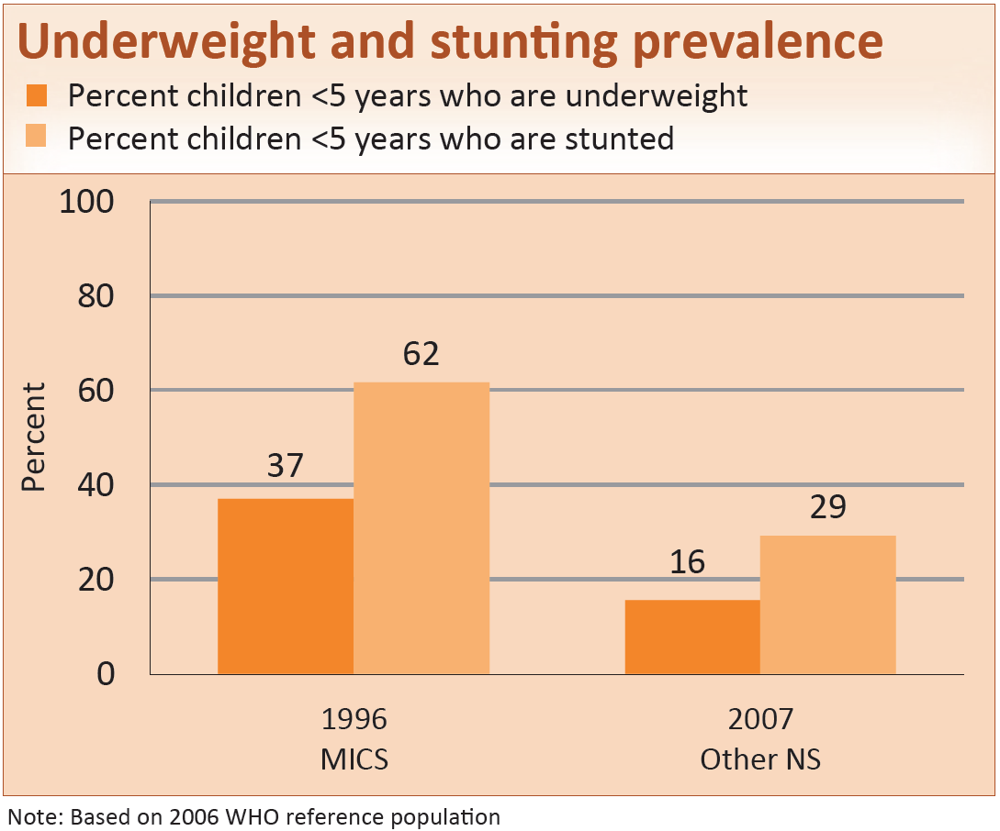 Underweight and stunting prevalence
Percent children <5 years who are underweight
Percent children <5 years who are stunted
100
80
60
40
20
0
Percent
37
62
16
29
1996
MICS
2007
Other NS
Note: Based on 2006 WHO reference population